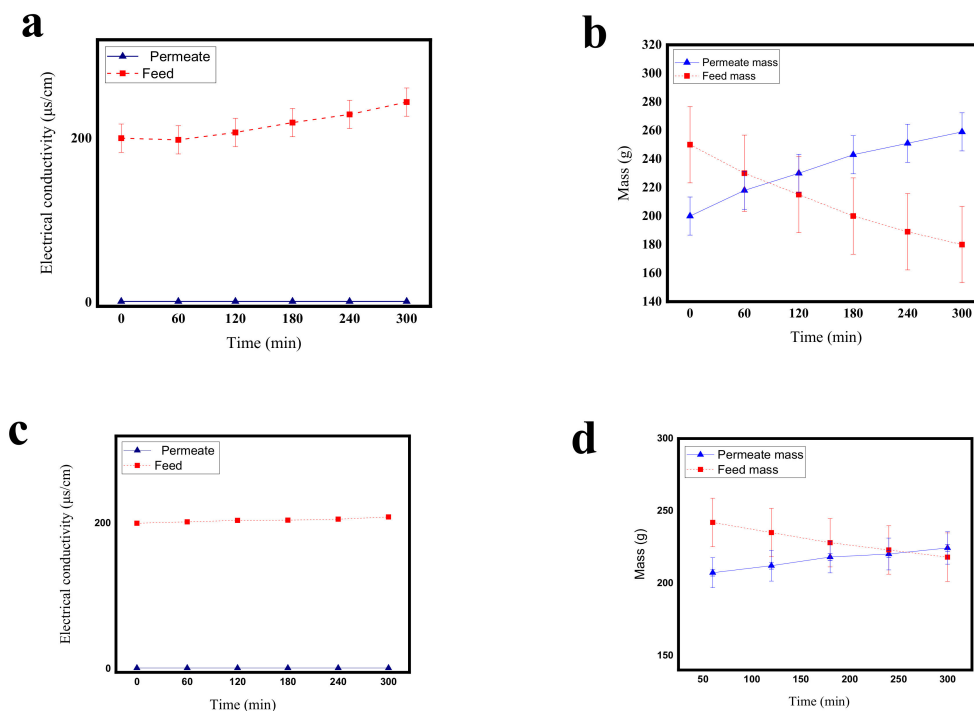 a
Permeate
Feed
Electrical conductivity (µs/cm)
200
0
0 60 120 180 240 300
Time (min)
b
Permeate mass
Feed mass
Mass (g)
320
300
280
260
240
220
200
180
160
140
0 60 120 180 240 300
Time (min)
c
Permeate
Feed
Electrical conductivity (µs/cm)
200
0
0 60 120 180 240 300
Time (min)
d
Permeate mass
Feed mass
Mass (g)
300
250
200
150
50 100 150 200 250 300
Time (min)